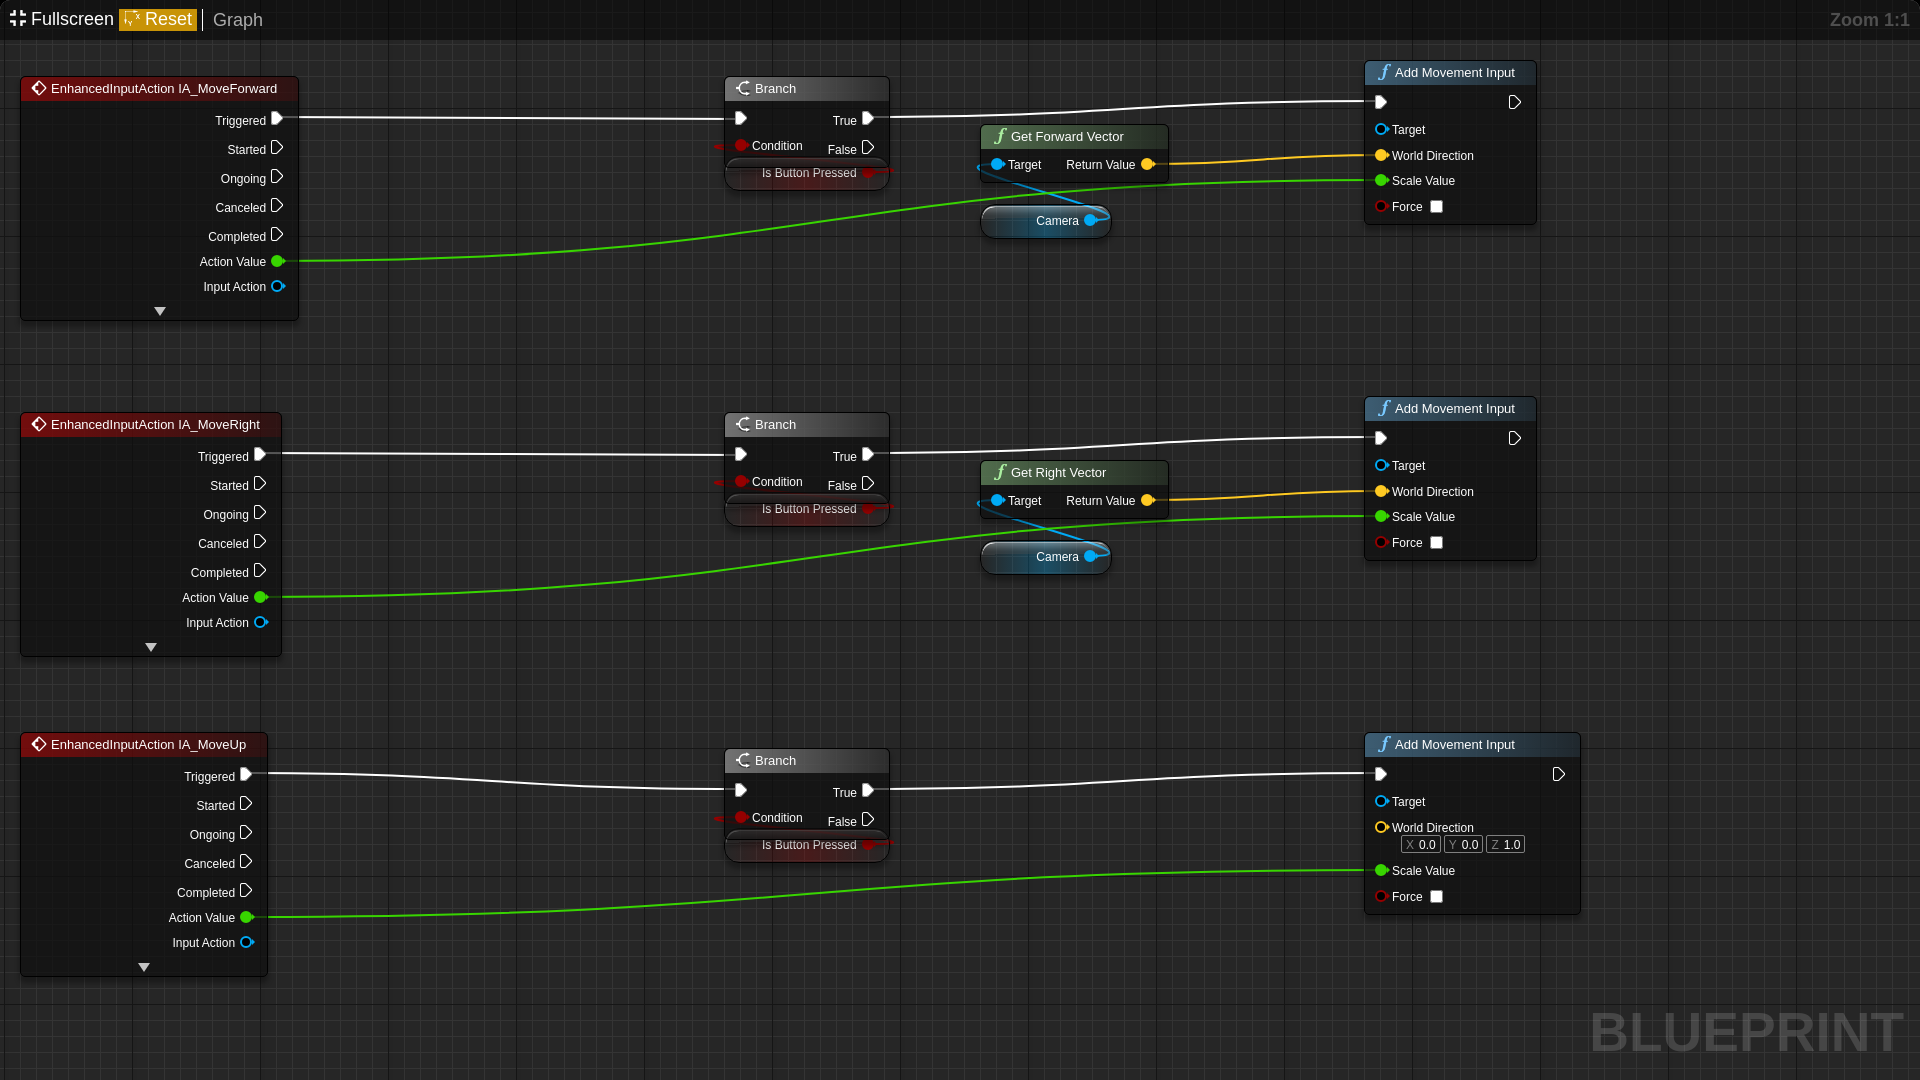 Fullscreen Reset Graph Zoom 1:1
EnhancedInputAction IA_MoveForward
Triggered
Started
Ongoing
Canceled
Completed
Action Value
Input Action
Branch
True
Condition False
Is Button Pressed
Get Forward Vector
Target Return Value
Camera
Add Movement Input
Target
World Direction
Scale Value
Force
EnhancedInputAction IA_MoveRight
Triggered
Started
Ongoing
Canceled
Completed
Action Value
Input Action
Branch
True
Condition False
Is Button Pressed
Get Right Vector
Target Return Value
Camera
Add Movement Input
Target
World Direction
Scale Value
Force
EnhancedInputAction IA_MoveUp
Triggered
Started
Ongoing
Canceled
Completed
Action Value
Input Action
Branch
True
Condition False
Is Button Pressed
Add Movement Input
Target
World Direction
X 0.0 Y 0.0 Z 1.0
Scale Value
Force
BLUEPRINT